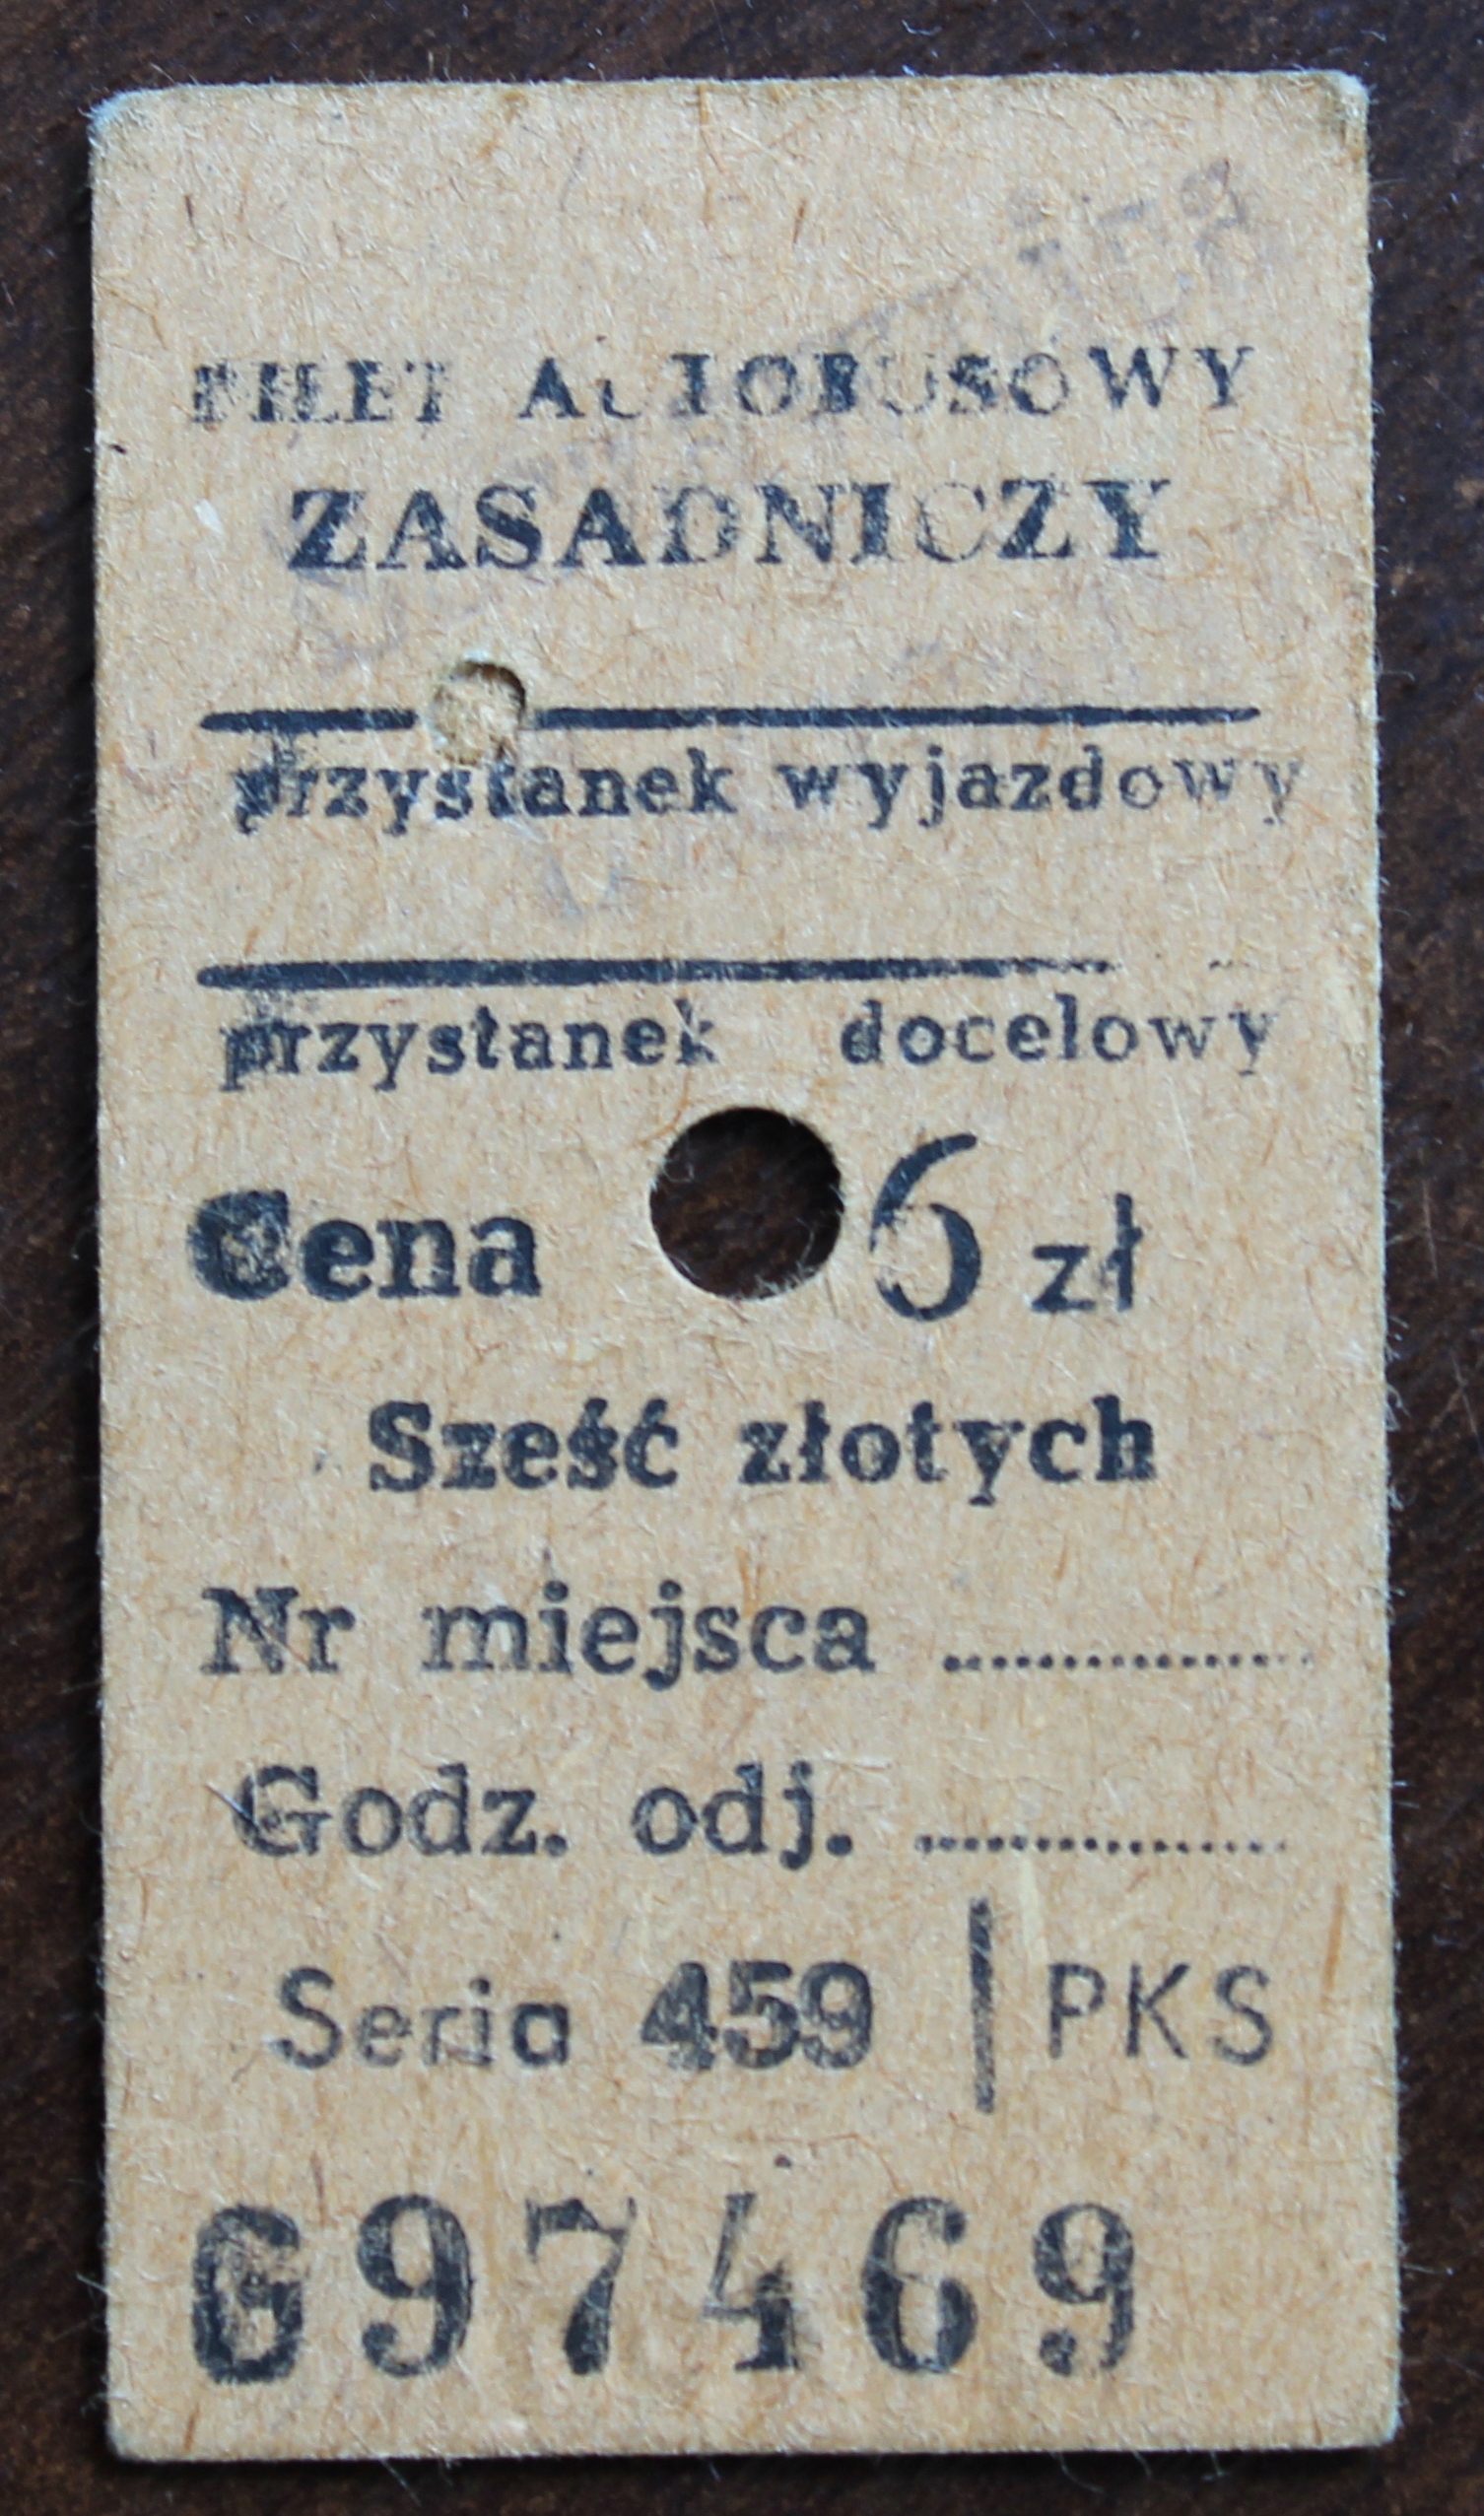 BILET AUTOBUSOWY
ZASADNICZY
przystanek wyjazdowy
przystanek docelowy
Cena 6 zł
Sześć złotych
Nr miejsca ....................
Godz. odj. ....................
Seria 459 | PKS
697469